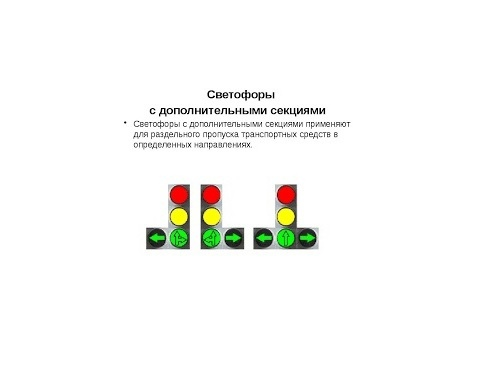 Светофоры
с дополнительными секциями
• Светофоры с дополнительными секциями применяют
для раздельного пропуска транспортных средств в
определенных направлениях.